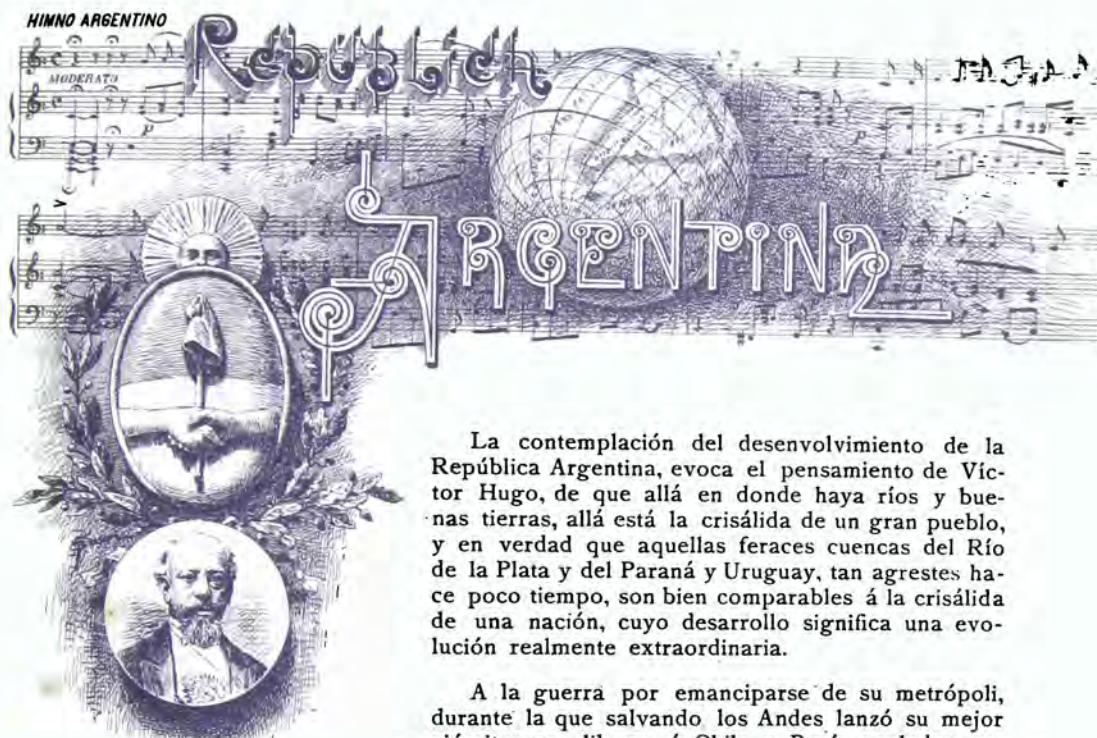 HIMNO ARGENTINO
REPÚBLICA
MODERATO
p
p
ARGENTINA
La contemplación del desenvolvimiento de la
República Argentina, evoca el pensamiento de Víc-
tor Hugo, de que allá en donde haya ríos y bue-
nas tierras, allá está la crisálida de un gran pueblo,
y en verdad que aquellas feraces cuencas del Río
de la Plata y del Paraná y Uruguay, tan agrestes ha-
ce poco tiempo, son bien comparables á la crisálida
de una nación, cuyo desarrollo significa una evo-
lución realmente extraordinaria.
A la guerra por emanciparse de su metrópoli,
durante la que salvando los Andes lanzó su mejor